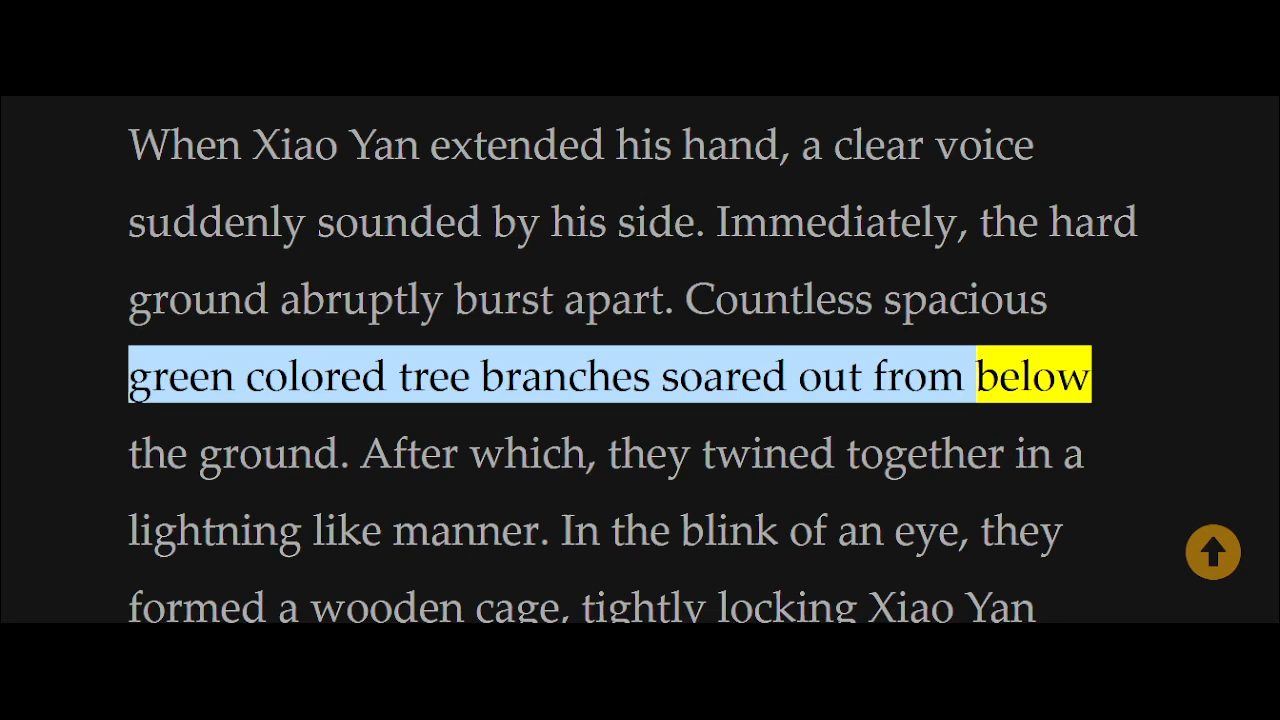 When Xiao Yan extended his hand, a clear voice
suddenly sounded by his side. Immediately, the hard
ground abruptly burst apart. Countless spacious
green colored tree branches soared out from below
the ground. After which, they twined together in a
lightning like manner. In the blink of an eye, they
formed a wooden cage, tightly locking Xiao Yan